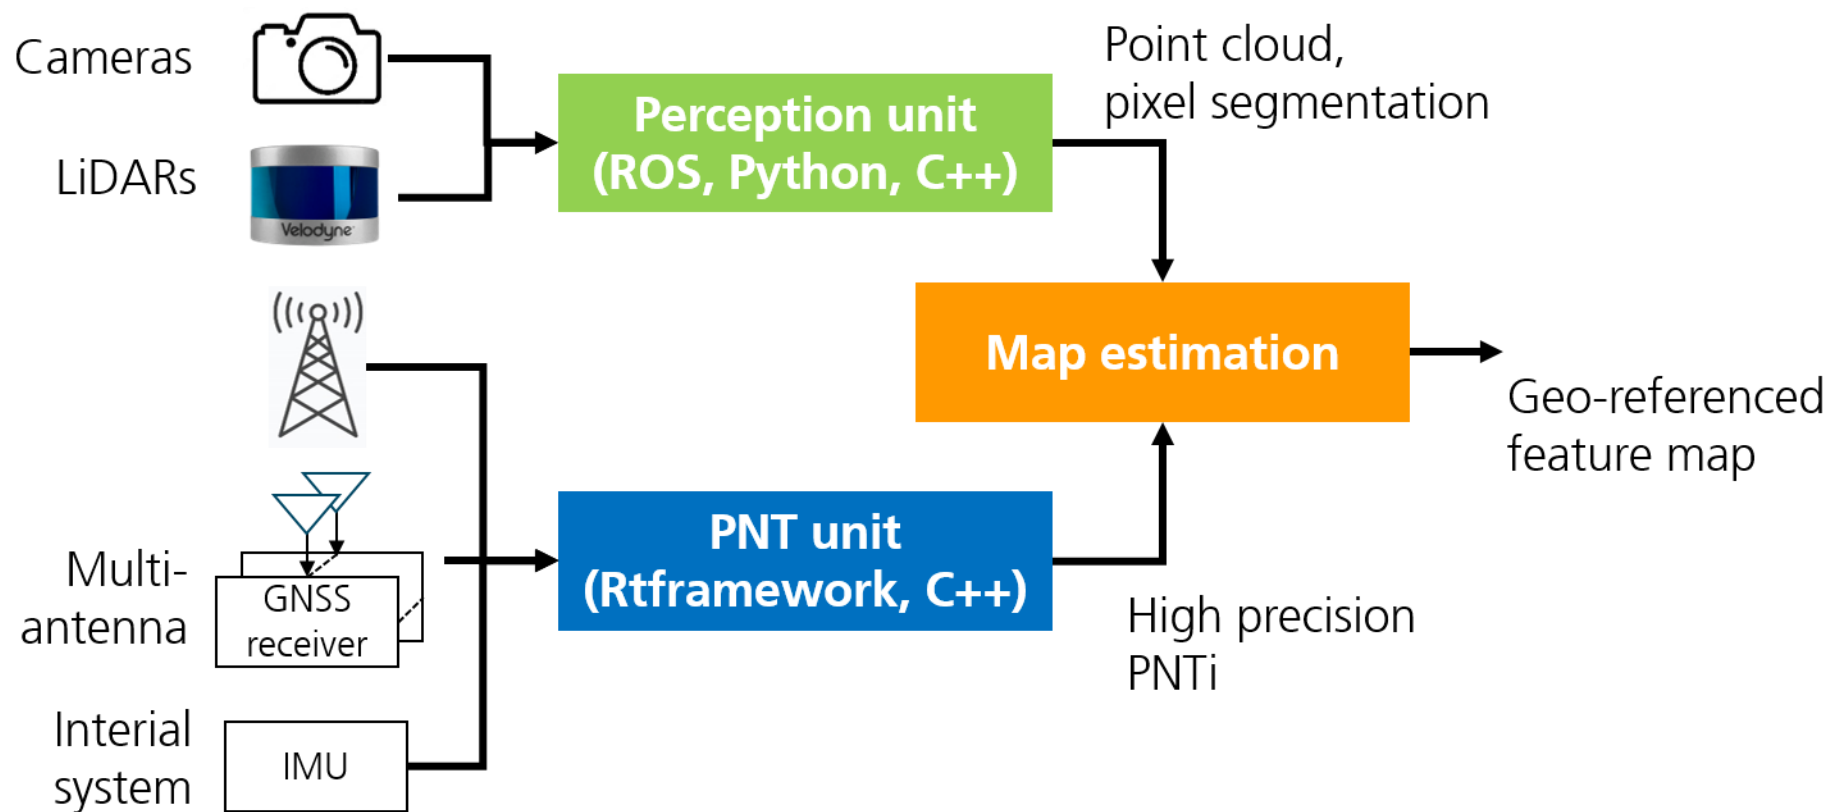 Cameras
LiDARs
Velodyne
Multi-
antenna
GNSS
receiver
Interial
system
IMU
Perception unit
(ROS, Python, C++)
PNT unit
(Rtframework, C++)
Point cloud,
pixel segmentation
Map estimation
High precision
PNTi
Geo-referenced
feature map